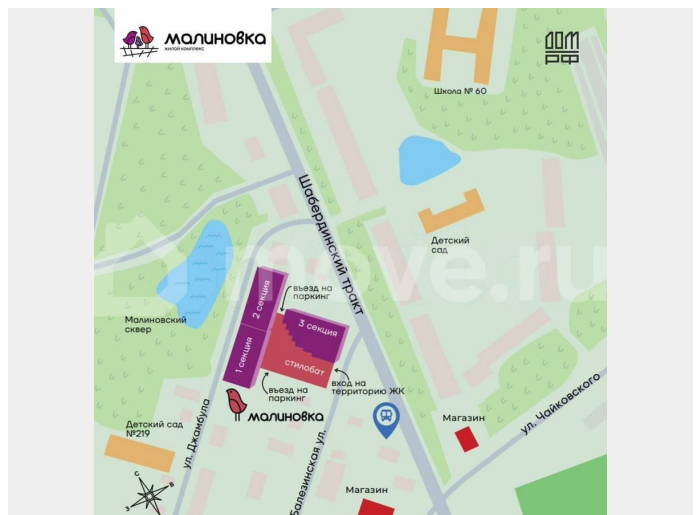 малиновка
жилой комплекс
ДОМ
РФ
Школа № 60
Шабердинский тракт
Детский
сад
move.ru
въезд на
паркинг
2 секция
3 секция
Малиновский
сквер
1 секция
стилобат
въезд на
паркинг
вход на
территорию ЖК
малиновка
ул. Джамбула
Детский сад
№219
Балезинская ул.
Магазин
ул. Чайковского
Магазин
С
В
З